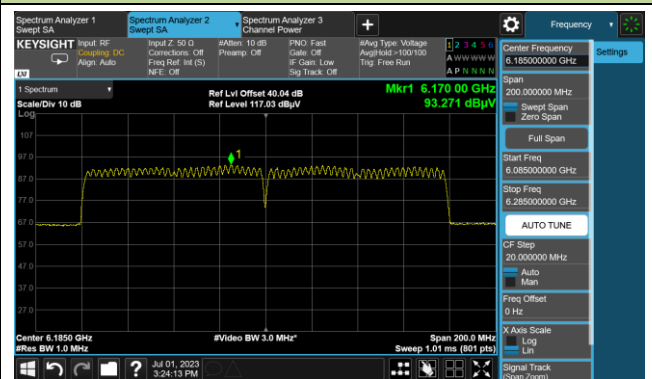 Spectrum Analyzer 1
Swept SA
Spectrum Analyzer 2
Swept SA
Spectrum Analyzer 3
Channel Power
Frequency
KEYSIGHT
Input: RF
Coupling: DC
Align: Auto
Input Z: 50 Ω
Corrections: Off
Freq Ref: Int (S)
NFE: Off
#Atten: 10 dB
Preamp: Off
PNO: Fast
Gate: Off
IF Gain: Low
Sig Track: Off
#Avg Type: Voltage
Avg|Hold:>100/100
Trig: Free Run
1 2 3 4 5 6
A W W W W W
A P N N N N
LXI
1 Spectrum
Scale/Div 10 dB
Log
Ref Lvl Offset 40.04 dB
Ref Level 117.03 dBµV
Mkr1 6.170 00 GHz
93.271 dBµV
1
107
97.0
87.0
77.0
67.0
57.0
47.0
37.0
27.0
Center 6.1850 GHz
#Res BW 1.0 MHz
#Video BW 3.0 MHz*
Span 200.0 MHz
Sweep 1.01 ms (801 pts)
Jul 01, 2023
3:24:13 PM
Center Frequency
6.185000000 GHz
Span
200.000000 MHz
Swept Span
Zero Span
Full Span
Start Freq
6.085000000 GHz
Stop Freq
6.285000000 GHz
AUTO TUNE
CF Step
20.000000 MHz
Auto
Man
Freq Offset
0 Hz
X Axis Scale
Log
Lin
Signal Track
(Span Zoom)
Settings